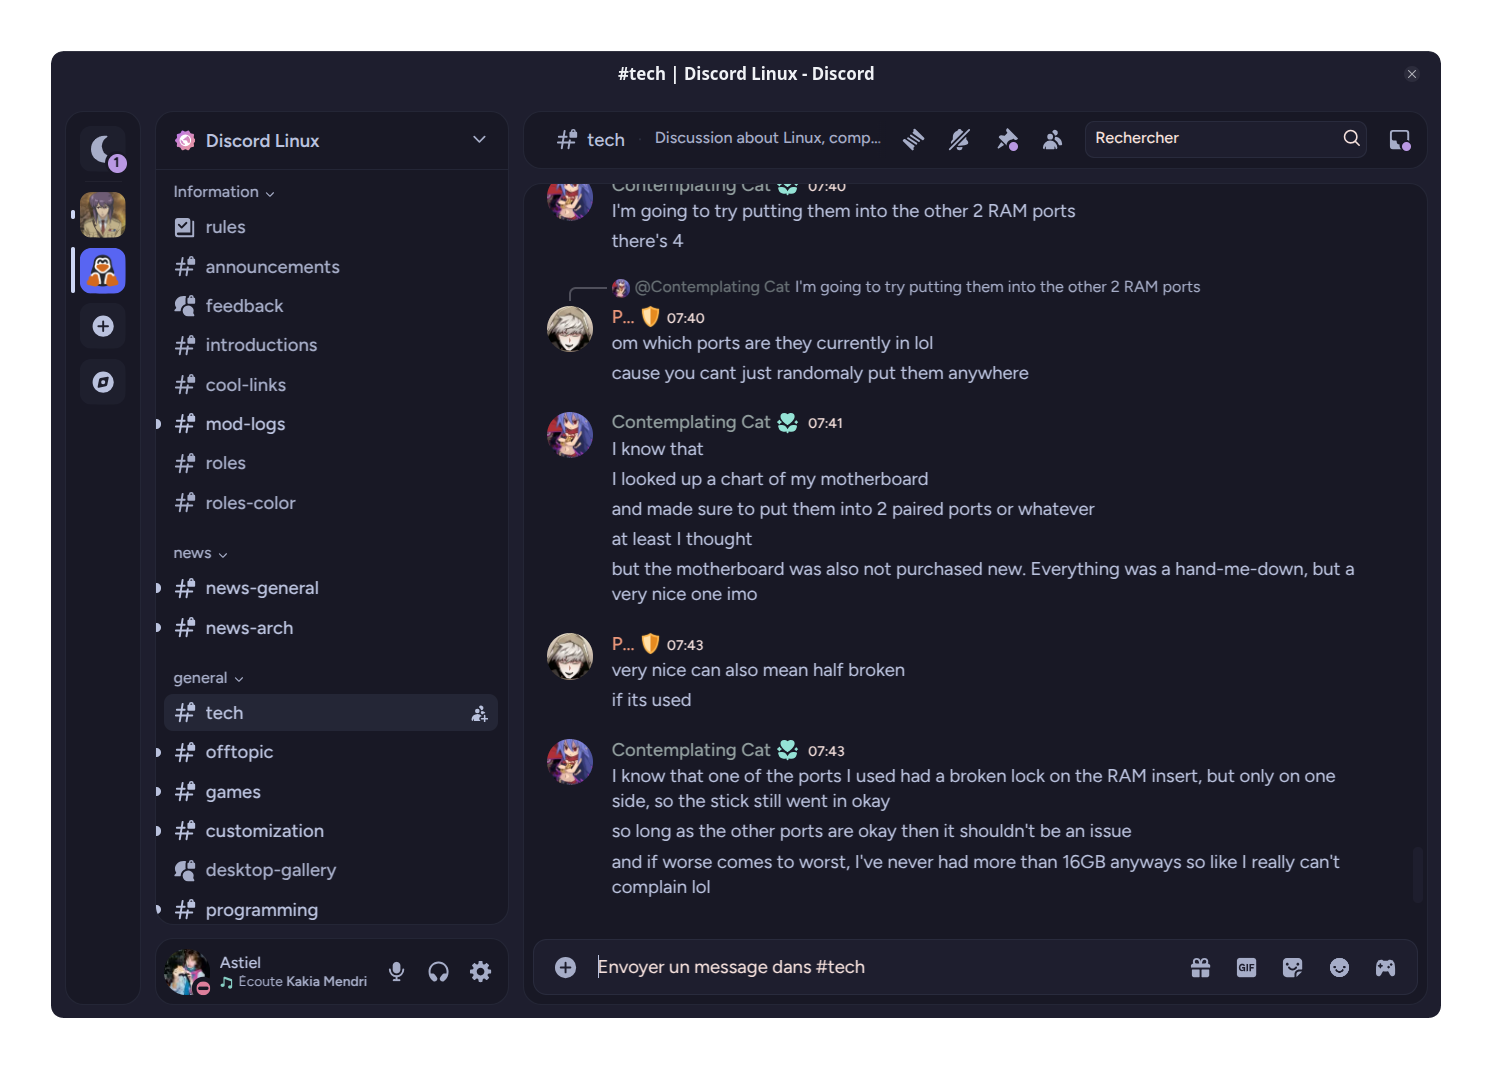 #tech | Discord Linux - Discord
1
Discord Linux
Information
rules
announcements
feedback
introductions
cool-links
mod-logs
roles
roles-color
news
news-general
news-arch
general
tech
offtopic
games
customization
desktop-gallery
programming
Astiel
Écoute Kakia Mendri
tech
Discussion about Linux, comp...
Rechercher
Contemplating Cat 07:40
I'm going to try putting them into the other 2 RAM ports
there's 4
@Contemplating Cat I'm going to try putting them into the other 2 RAM ports
P... 07:40
om which ports are they currently in lol
cause you cant just randomaly put them anywhere
Contemplating Cat 07:41
I know that
I looked up a chart of my motherboard
and made sure to put them into 2 paired ports or whatever
at least I thought
but the motherboard was also not purchased new. Everything was a hand-me-down, but a
very nice one imo
P... 07:43
very nice can also mean half broken
if its used
Contemplating Cat 07:43
I know that one of the ports I used had a broken lock on the RAM insert, but only on one
side, so the stick still went in okay
so long as the other ports are okay then it shouldn't be an issue
and if worse comes to worst, I've never had more than 16GB anyways so like I really can't
complain lol
Envoyer un message dans #tech
GIF